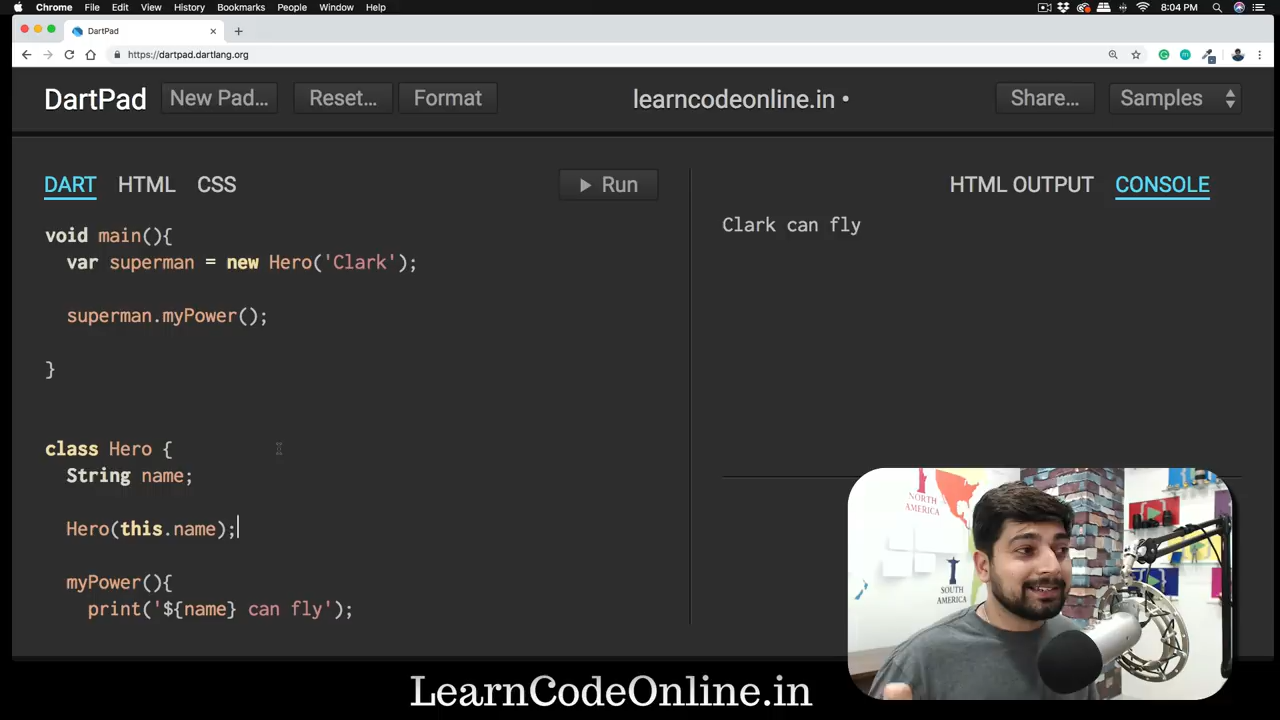 Chrome File Edit View History Bookmarks People Window Help 8:04 PM
DartPad
https://dartpad.dartlang.org
DartPad New Pad... Reset... Format learncodeonline.in • Share... Samples
DART HTML CSS Run HTML OUTPUT CONSOLE
void main(){
var superman = new Hero('Clark');
superman.myPower();
}
class Hero {
String name;
Hero(this.name);
myPower(){
print('${name} can fly');
Clark can fly
NORTH
AMERICA
SOUTH
AMERICA
LearnCodeOnline.in